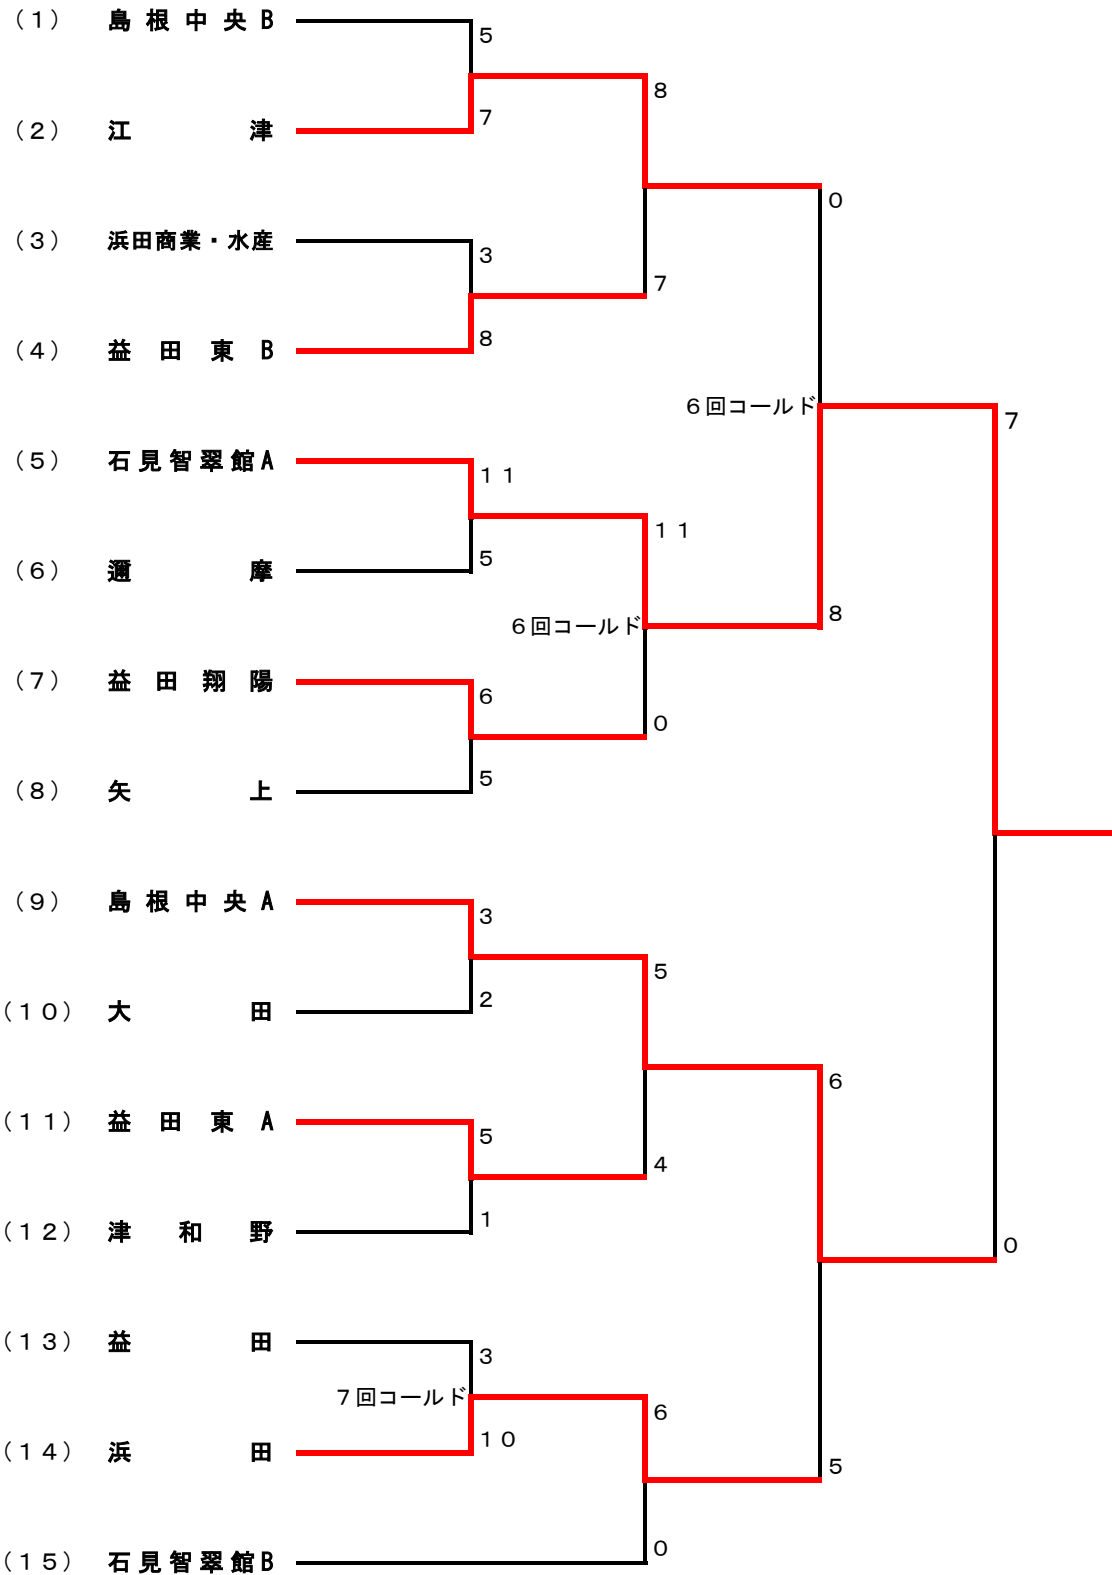 （１） 島根中央B
5
8
7
（２） 江津
0
（３） 浜田商業・水産
3
7
8
（４） 益田東B
６回コールド
7
（５） 石見智翠館A
11
11
5
（６） 邇摩
8
６回コールド
（７） 益田翔陽
6
0
5
（８） 矢上
（９） 島根中央A
3
5
2
（１０） 大田
6
（１１） 益田東A
5
4
1
（１２） 津和野
0
（１３） 益田
3
７回コールド
6
10
（１４） 浜田
5
0
（１５） 石見智翠館B